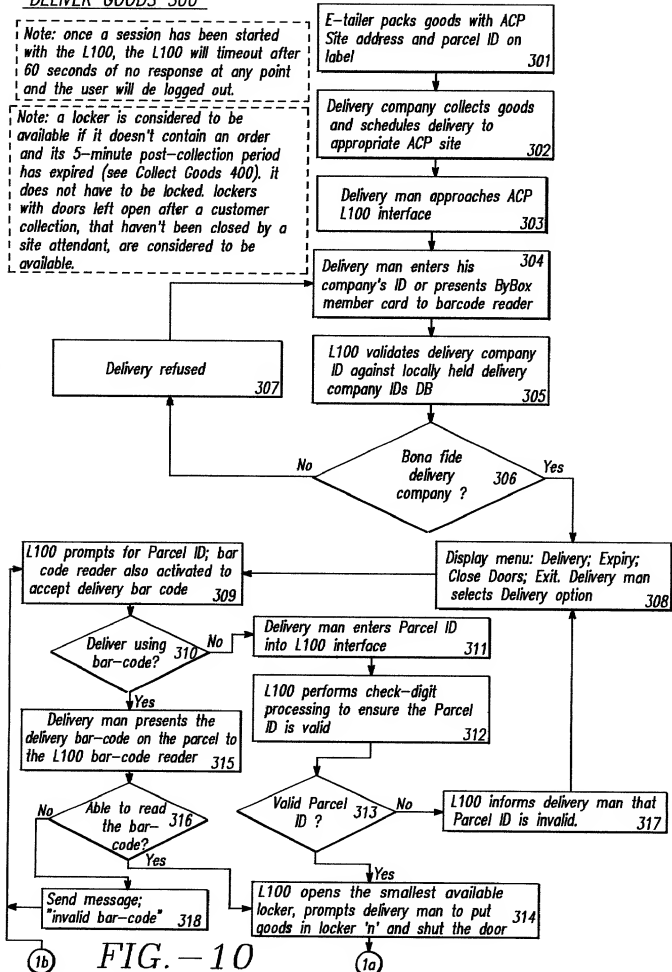 DELIVER GOODS 300
Note: once a session has been started
with the L100, the L100 will timeout after
60 seconds of no response at any point
and the user will de logged out.
Note: a locker is considered to be
available if it doesn't contain an order
and its 5-minute post-collection period
has expired (see Collect Goods 400). it
does not have to be locked. lockers
with doors left open after a customer
collection, that haven't been closed by a
site attendant, are considered to be
available.
E-tailer packs goods with ACP
Site address and parcel ID on
label
301
Delivery company collects goods
and schedules delivery to
appropriate ACP site
302
Delivery man approaches ACP
L100 interface
303
304
Delivery man enters his
company's ID or presents ByBox
member card to barcode reader
L100 validates delivery company
ID against locally held delivery
company IDs DB
305
Delivery refused
307
Bona fide
delivery
company ?
306
No
Yes
Display menu: Delivery; Expiry;
Close Doors; Exit. Delivery man
selects Delivery option
308
L100 prompts for Parcel ID; bar
code reader also activated to
accept delivery bar code
309
Deliver using
bar-code?
310
No
Yes
Delivery man enters Parcel ID
into L100 interface
311
L100 performs check-digit
processing to ensure the Parcel
ID is valid
312
Delivery man presents the
delivery bar-code on the parcel to
the L100 bar-code reader
315
Valid Parcel
ID ?
313
No
Yes
L100 informs delivery man that
Parcel ID is invalid.
317
Able to read
the bar-
code?
316
No
Yes
Send message;
"invalid bar-code"
318
L100 opens the smallest available
locker, prompts delivery man to put
goods in locker 'n' and shut the door
314
1b
FIG.-10
1a